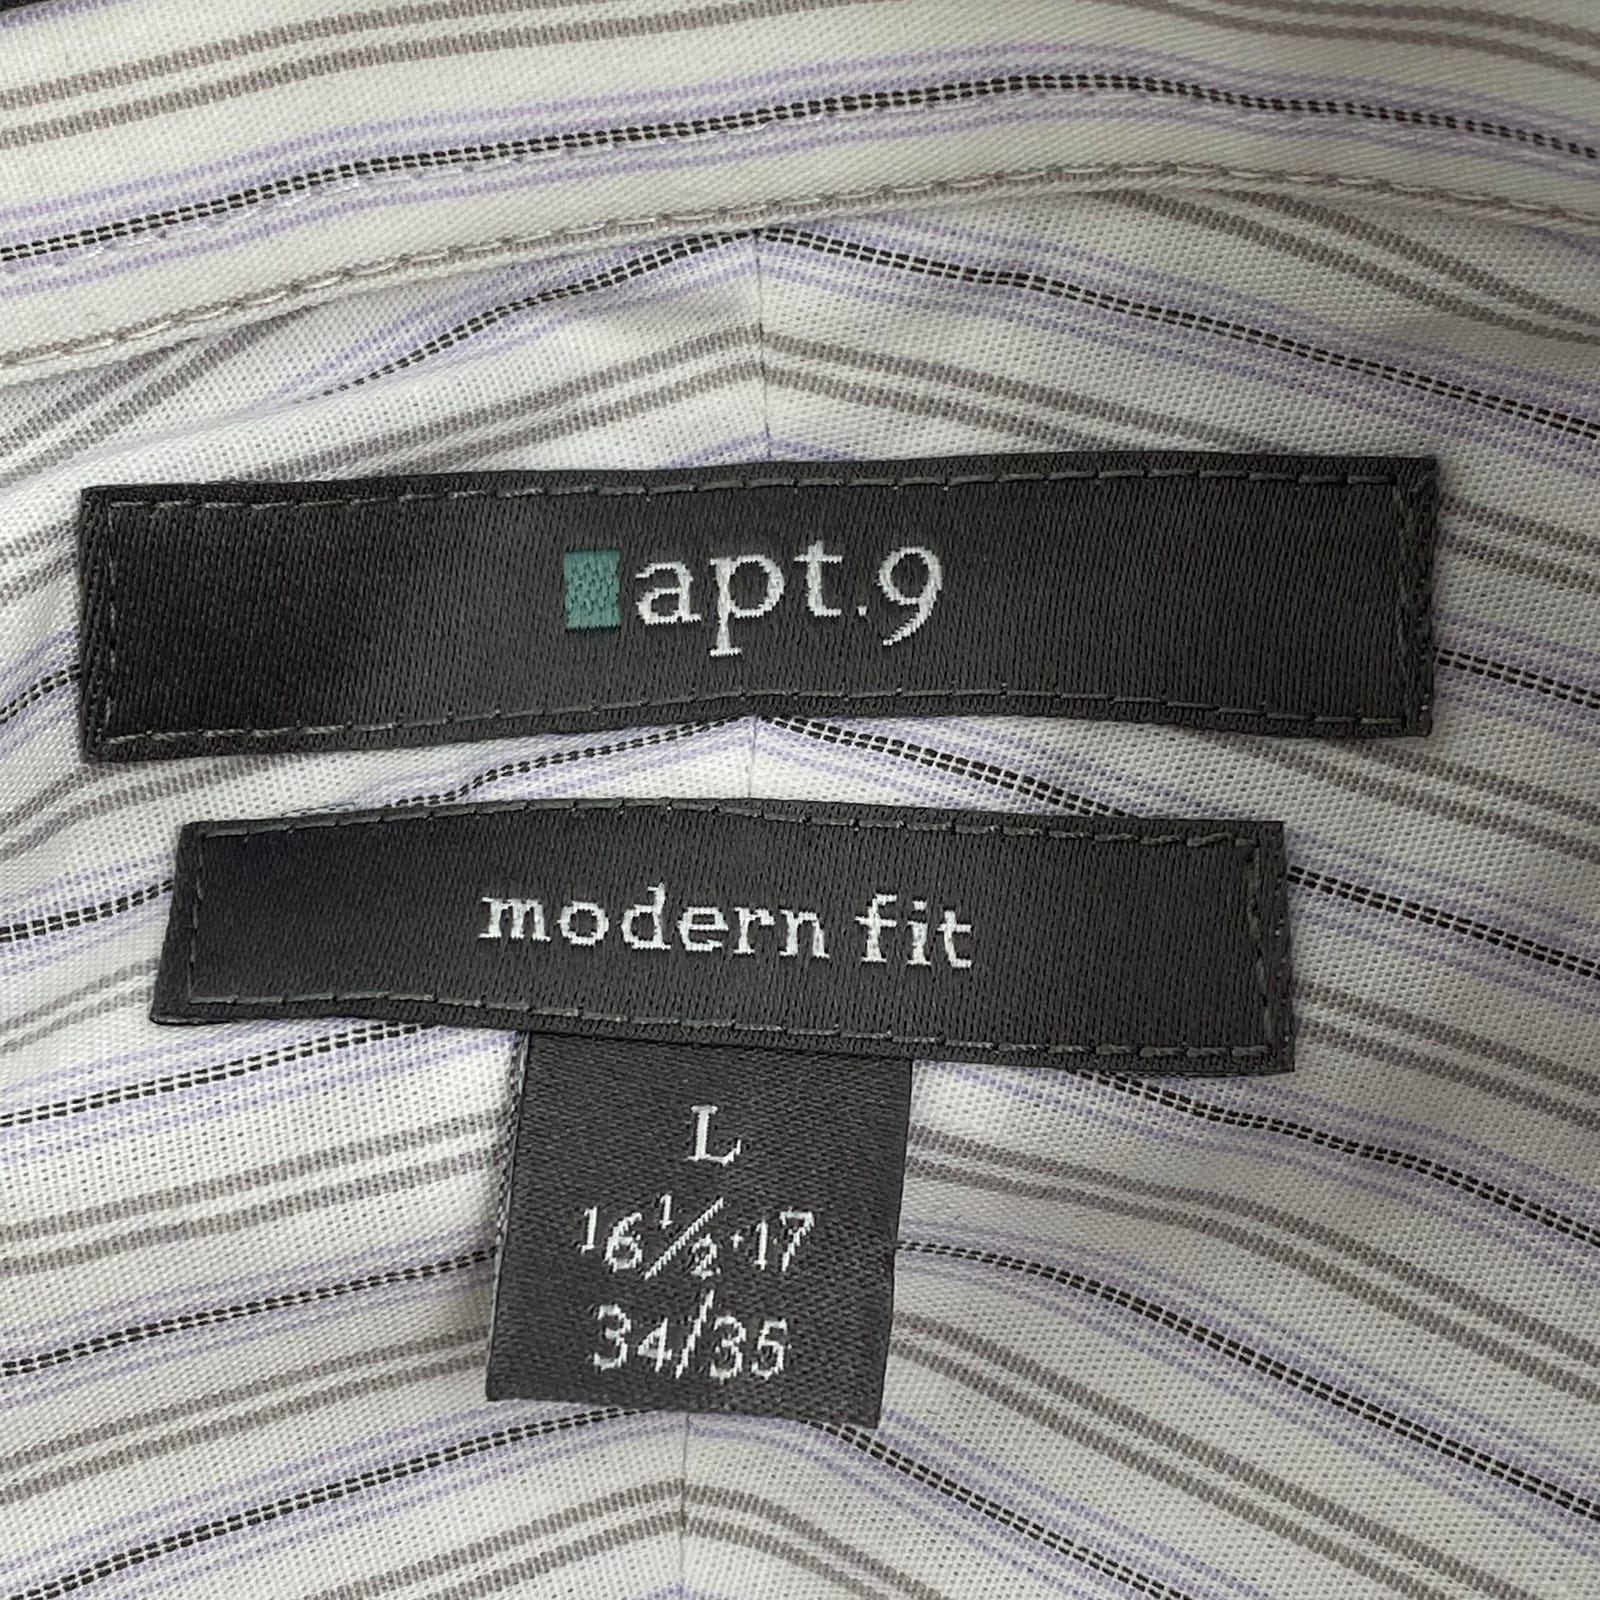 apt.9
modern fit
L
16½·17
34/35